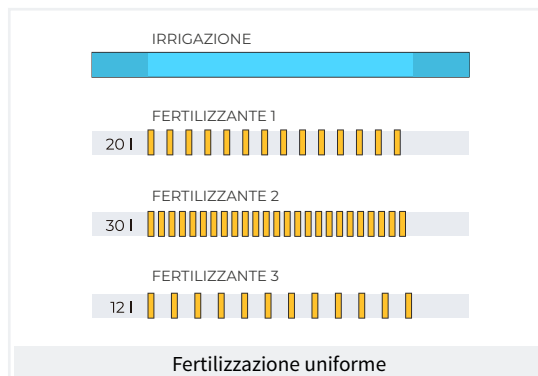 IRRIGAZIONE
FERTILIZZANTE 1
20 l
FERTILIZZANTE 2
30 l
FERTILIZZANTE 3
12 l
Fertilizzazione uniforme